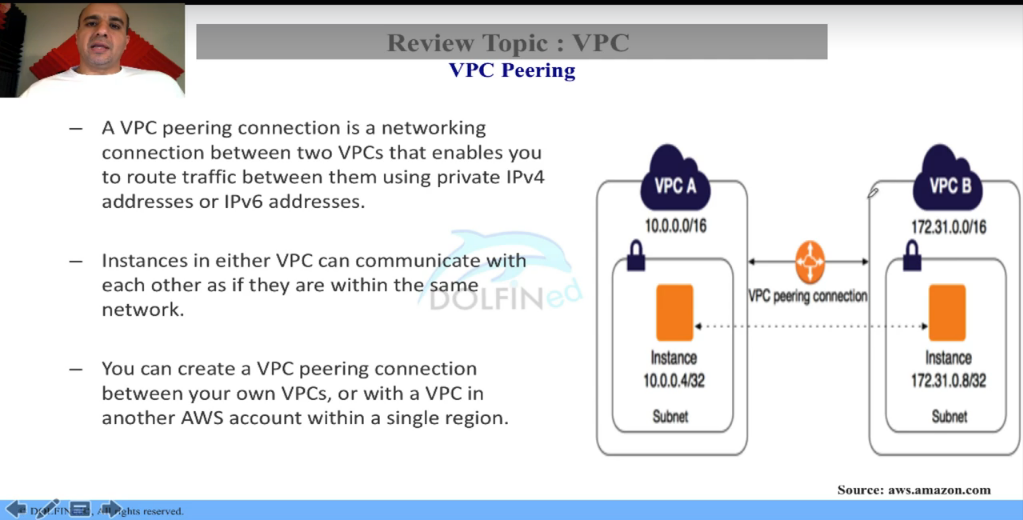 Review Topic : VPC
VPC Peering
– A VPC peering connection is a networking
connection between two VPCs that enables you
to route traffic between them using private IPv4
addresses or IPv6 addresses.
– Instances in either VPC can communicate with
each other as if they are within the same
network.
– You can create a VPC peering connection
between your own VPCs, or with a VPC in
another AWS account within a single region.
DOLFINed
VPC A
10.0.0.0/16
Instance
10.0.0.4/32
Subnet
VPC peering connection
VPC B
172.31.0.0/16
Instance
172.31.0.8/32
Subnet
Source: aws.amazon.com
reserved.